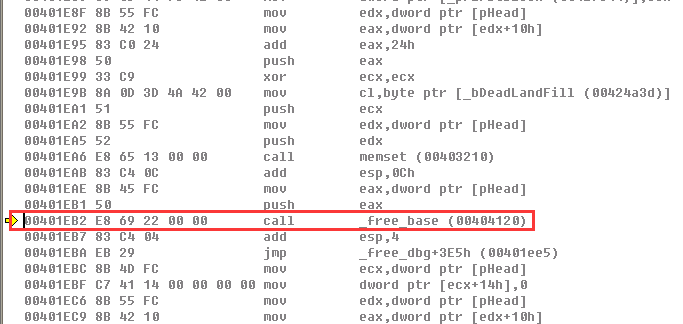 00401E8F 8B 55 FC mov edx,dword ptr [pHead]
00401E92 8B 42 10 mov eax,dword ptr [edx+10h]
00401E95 83 C0 24 add eax,24h
00401E98 50 push eax
00401E99 33 C9 xor ecx,ecx
00401E9B 8A 0D 3D 4A 42 00 mov cl,byte ptr [_bDeadLandFill (00424a3d)]
00401EA1 51 push ecx
00401EA2 8B 55 FC mov edx,dword ptr [pHead]
00401EA5 52 push edx
00401EA6 E8 65 13 00 00 call memset (00403210)
00401EAB 83 C4 0C add esp,0Ch
00401EAE 8B 45 FC mov eax,dword ptr [pHead]
00401EB1 50 push eax
00401EB2 E8 69 22 00 00 call _free_base (00404120)
00401EB7 83 C4 04 add esp,4
00401EBA EB 29 jmp _free_dbg+3E5h (00401ee5)
00401EBC 8B 4D FC mov ecx,dword ptr [pHead]
00401EBF C7 41 14 00 00 00 00 mov dword ptr [ecx+14h],0
00401EC6 8B 55 FC mov edx,dword ptr [pHead]
00401EC9 8B 42 10 mov eax,dword ptr [edx+10h]